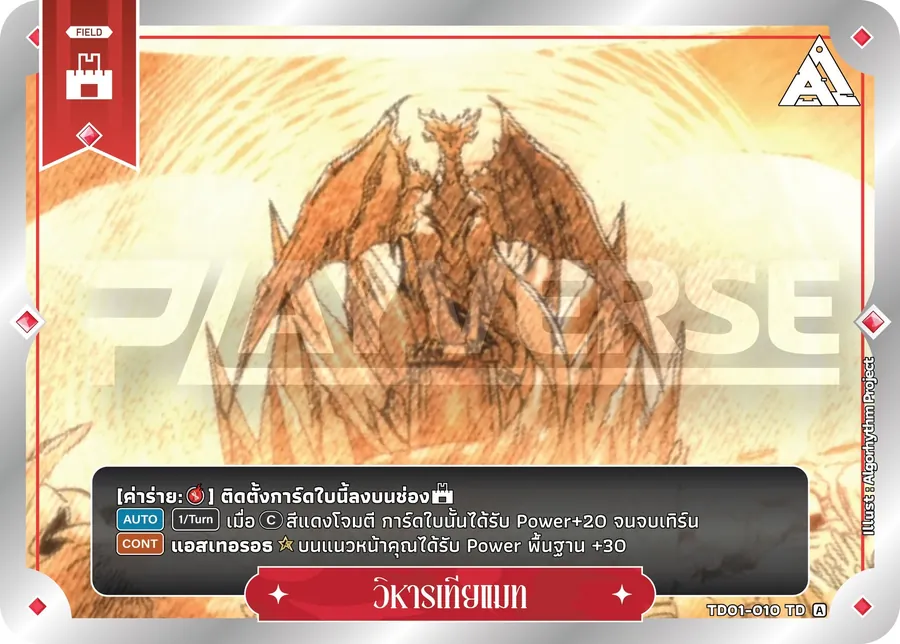 FIELD
AL
PLAYVERSE
[ค่าร่าย: ] ติดตั้งการ์ดใบนี้ลงบนช่อง
AUTO 1/Turn เมื่อ C สีแดงโจมตี การ์ดใบนั้นได้รับ Power+20 จนจบเทิร์น
CONT แอสเทอรอธ ☆ บนแนวหน้าคุณได้รับ Power พื้นฐาน +30
วิหารเทียแมท
TD01-010 TD A
Illust : Algorhythm Project